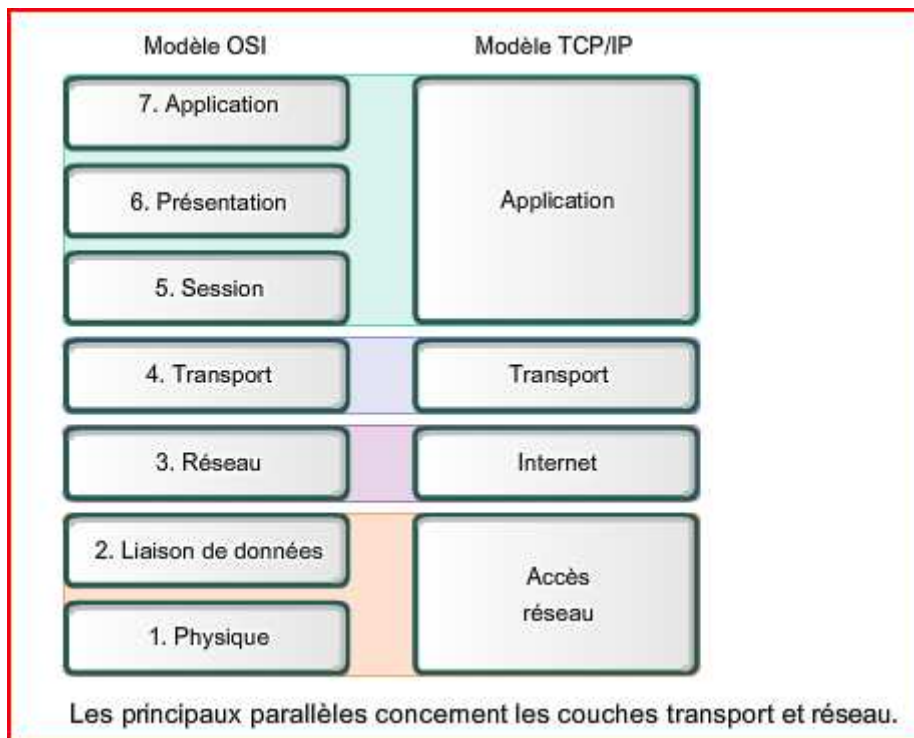 Modèle OSI
Modèle TCP/IP
7. Application
6. Présentation
5. Session
4. Transport
3. Réseau
2. Liaison de données
1. Physique
Application
Transport
Internet
Accès
réseau
Les principaux parallèles concernent les couches transport et réseau.